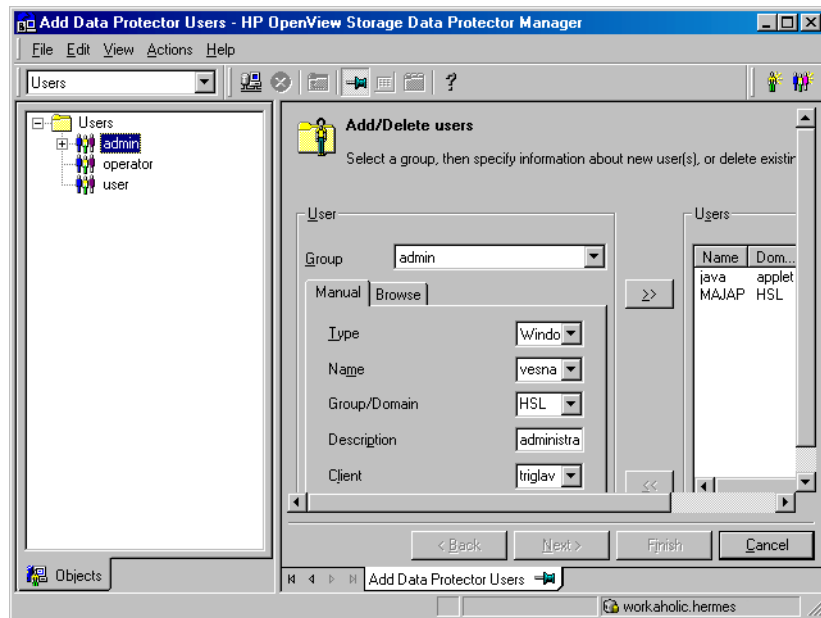 Add Data Protector Users - HP OpenView Storage Data Protector Manager
File Edit View Actions Help
Users
Users
admin
operator
user
Objects
Add/Delete users
Select a group, then specify information about new user(s), or delete existir
User
Group admin
Manual Browse
Type Windo
Name vesna
Group/Domain HSL
Description administra
Client triglav
>>
<<
Users
Name Dom...
java applet
MAJAP HSL
< Back Next > Finish Cancel
Add Data Protector Users
workaholic.hermes